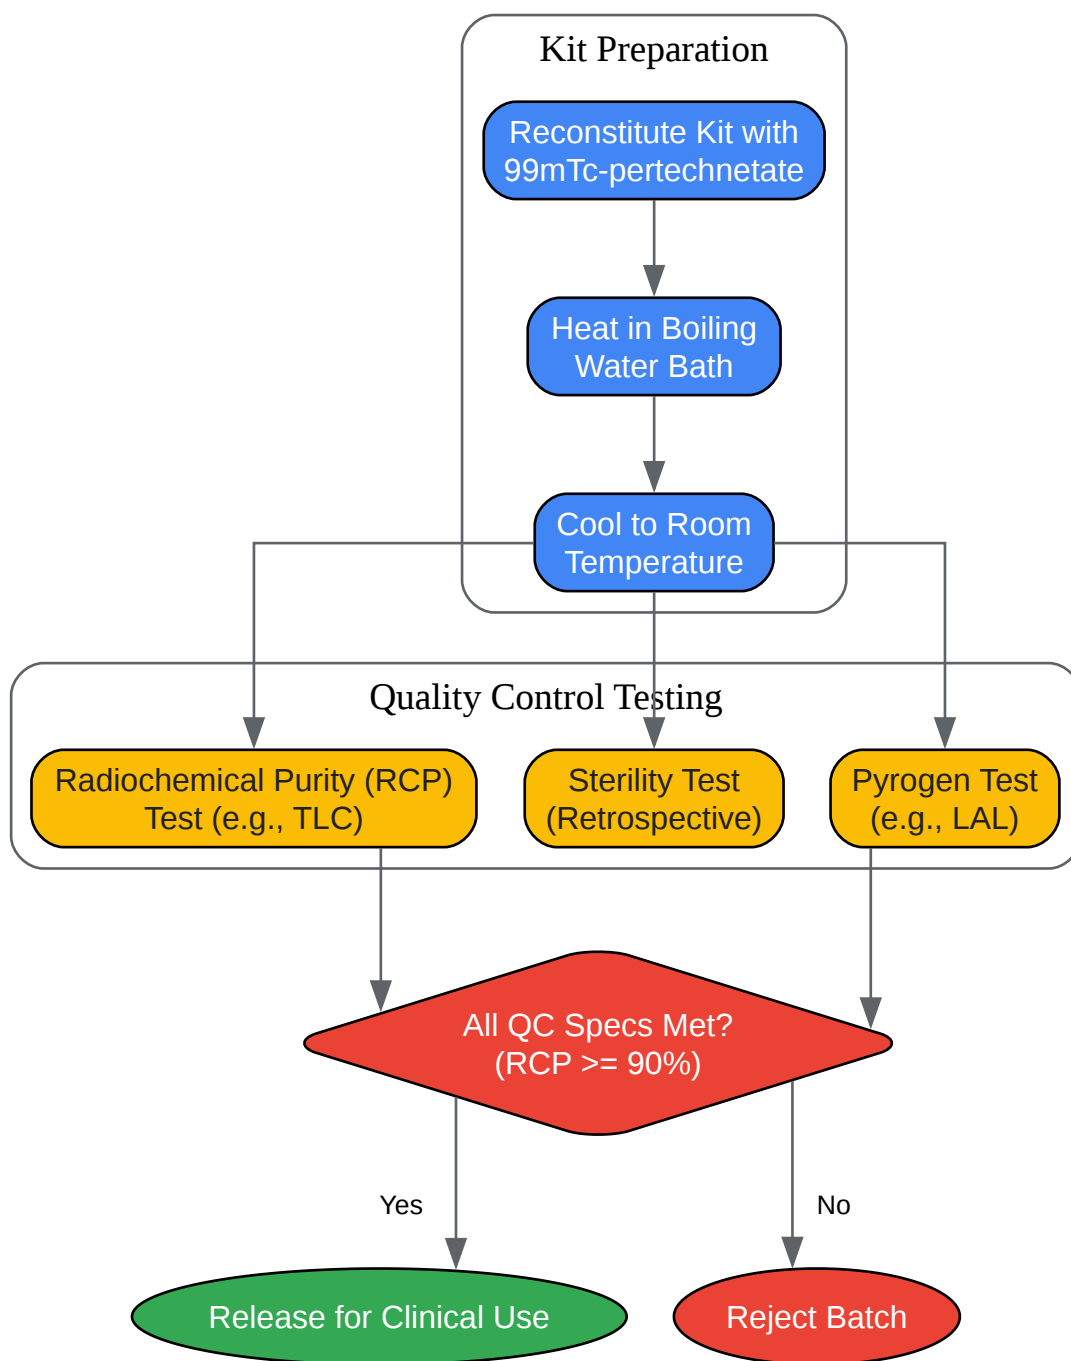 Kit Preparation
Reconstitute Kit with
99mTc-pertechnetate
Heat in Boiling
Water Bath
Cool to Room
Temperature
Quality Control Testing
Radiochemical Purity (RCP)
Test (e.g., TLC)
Sterility Test
(Retrospective)
Pyrogen Test
(e.g., LAL)
All QC Specs Met?
(RCP >= 90%)
Yes
No
Release for Clinical Use
Reject Batch